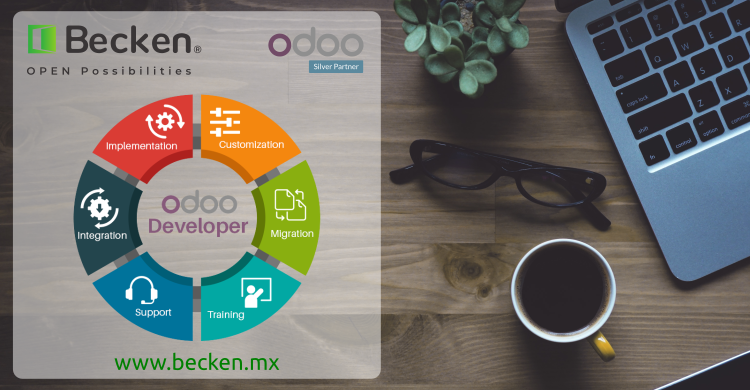 Becken®
OPEN Possibilities
odoo
Silver Partner
Implementation
Customization
Integration
odoo
Developer
Migration
Support
Training
www.becken.mx
Q
W
A
S
D
Z
X
C
tab
caps lock
shift
fn
control
option
command